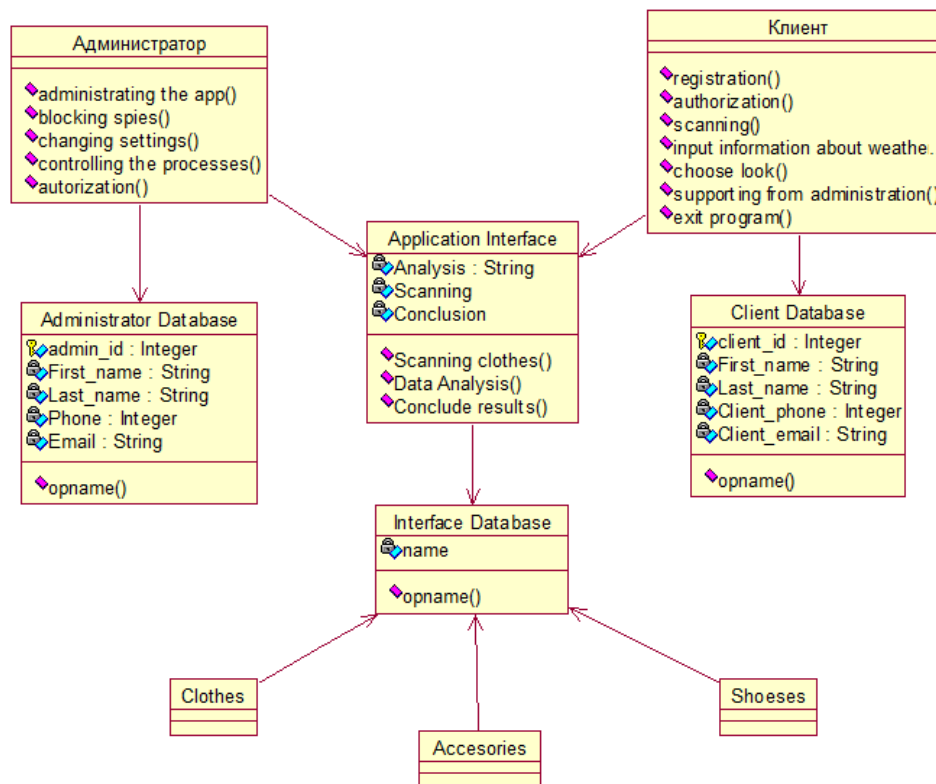 Администратор
administrating the app()
blocking spies()
changing settings()
controlling the processes()
autorization()
Клиент
registration()
authorization()
scanning()
input information about weathe..
choose look()
supporting from administration()
exit program()
Application Interface
Analysis : String
Scanning
Conclusion
Scanning clothes()
Data Analysis()
Conclude results()
Administrator Database
admin_id : Integer
First_name : String
Last_name : String
Phone : Integer
Email : String
opname()
Client Database
client_id : Integer
First_name : String
Last_name : String
Client_phone : Integer
Client_email : String
opname()
Interface Database
name
opname()
Clothes
Accesories
Shoeses